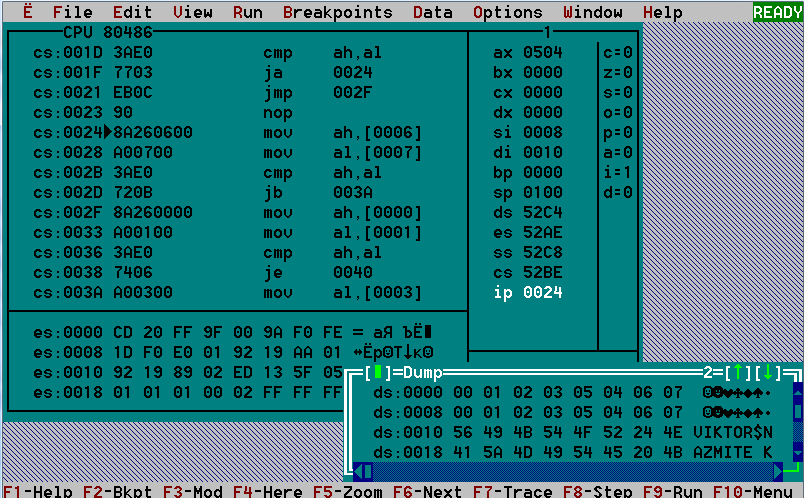 Ë File Edit View Run Breakpoints Data Options Window Help READY
CPU 80486 1
cs:001D 3AE0 cmp ah,al ax 0504 c=0
cs:001F 7703 ja 0024 bx 0000 z=0
cs:0021 EB0C jmp 002F cx 0000 s=0
cs:0023 90 nop dx 0000 o=0
cs:0024►8A260600 mov ah,[0006] si 0008 p=0
cs:0028 A00700 mov al,[0007] di 0010 a=0
cs:002B 3AE0 cmp ah,al bp 0000 i=1
cs:002D 720B jb 003A sp 0100 d=0
cs:002F 8A260000 mov ah,[0000] ds 52C4
cs:0033 A00100 mov al,[0001] es 52AE
cs:0036 3AE0 cmp ah,al ss 52C8
cs:0038 7406 je 0040 cs 52BE
cs:003A A00300 mov al,[0003] ip 0024
es:0000 CD 20 FF 9F 00 9A F0 FE = аЯ ЪЁ■
es:0008 1D F0 E0 01 92 19 AA 01 ↔Ёр☺Т↓к☺
es:0010 92 19 89 02 ED 13 5F 05
es:0018 01 01 01 00 02 FF FF FF
[■]=Dump 2=[↑][↓]
ds:0000 00 01 02 03 05 04 06 07 ☺☻♥♣♦♠•
ds:0008 00 01 02 03 05 04 06 07 ☺☻♥♣♦♠•
ds:0010 56 49 4B 54 4F 52 24 4E VIKTOR$N
ds:0018 41 5A 4D 49 54 45 20 4B AZMITE K
F1-Help F2-Bkpt F3-Mod F4-Here F5-Zoom F6-Next F7-Trace F8-Step F9-Run F10-Menu